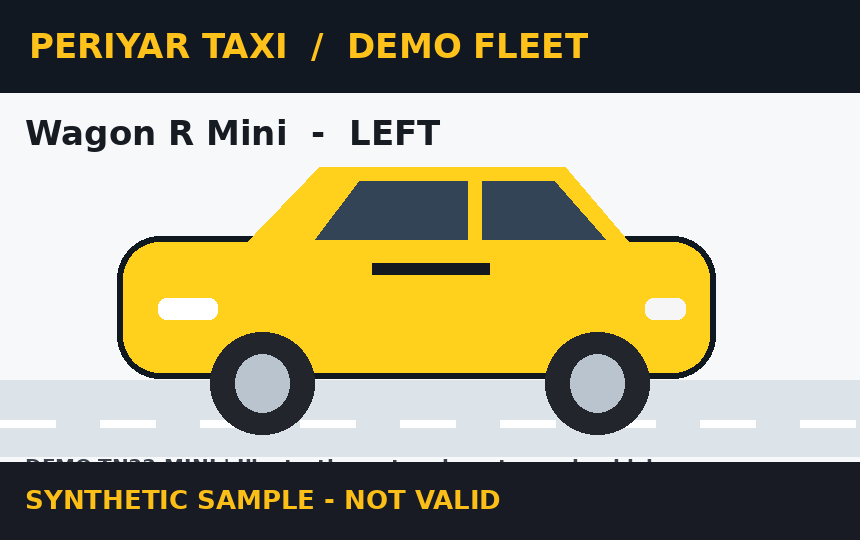 PERIYAR TAXI / DEMO FLEET
Wagon R Mini - LEFT
SYNTHETIC SAMPLE - NOT VALID